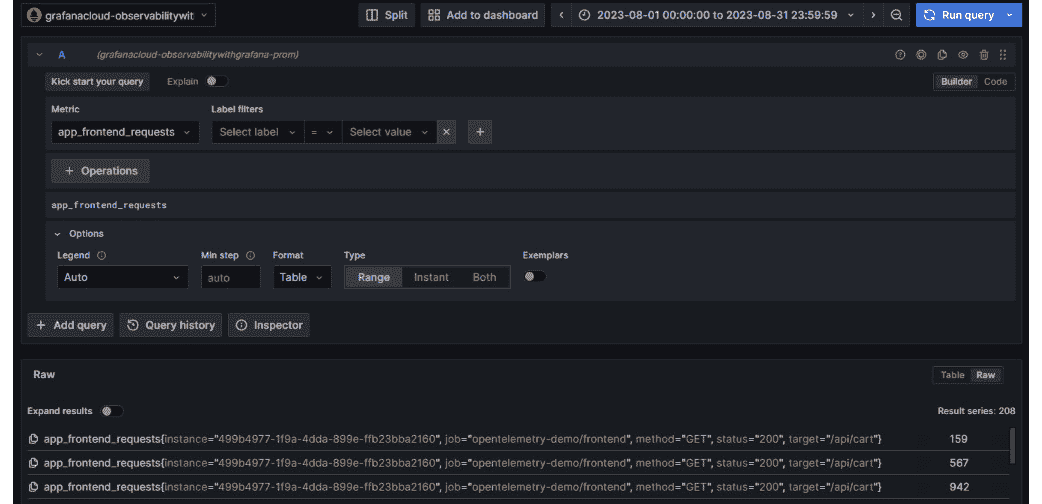 grafanacloud-observabilitywit
Split
Add to dashboard
2023-08-01 00:00:00 to 2023-08-31 23:59:59
Run query
A (grafanacloud-observabilitywithgrafana-prom)
Kick start your query Explain Builder Code
Metric Label filters
app_frontend_requests Select label = Select value
+ Operations
app_frontend_requests
Options
Legend Min step Format Type Exemplars
Auto auto Table Range Instant Both
+ Add query Query history Inspector
Raw Table Raw
Expand results Result series: 208
app_frontend_requests{instance="499b4977-1f9a-4dda-899e-ffb23bba2160", job="opentelemetry-demo/frontend", method="GET", status="200", target="/api/cart"} 159
app_frontend_requests{instance="499b4977-1f9a-4dda-899e-ffb23bba2160", job="opentelemetry-demo/frontend", method="GET", status="200", target="/api/cart"} 567
app_frontend_requests{instance="499b4977-1f9a-4dda-899e-ffb23bba2160", job="opentelemetry-demo/frontend", method="GET", status="200", target="/api/cart"} 942